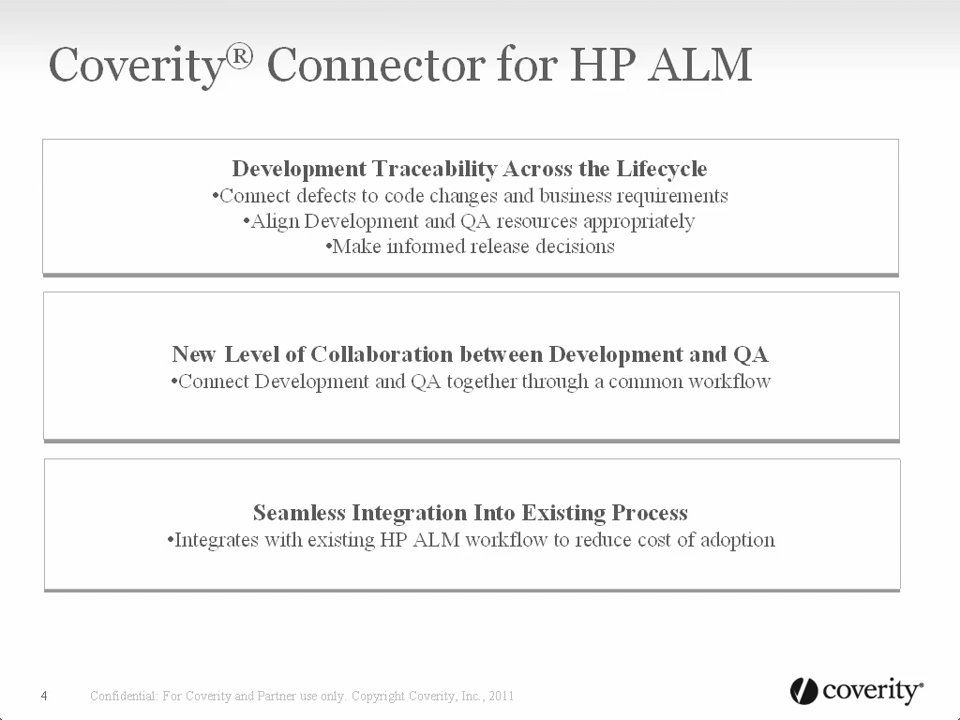 Coverity® Connector for HP ALM
Development Traceability Across the Lifecycle
•Connect defects to code changes and business requirements
•Align Development and QA resources appropriately
•Make informed release decisions
New Level of Collaboration between Development and QA
•Connect Development and QA together through a common workflow
Seamless Integration Into Existing Process
•Integrates with existing HP ALM workflow to reduce cost of adoption
4 Confidential: For Coverity and Partner use only. Copyright Coverity, Inc., 2011
coverity®